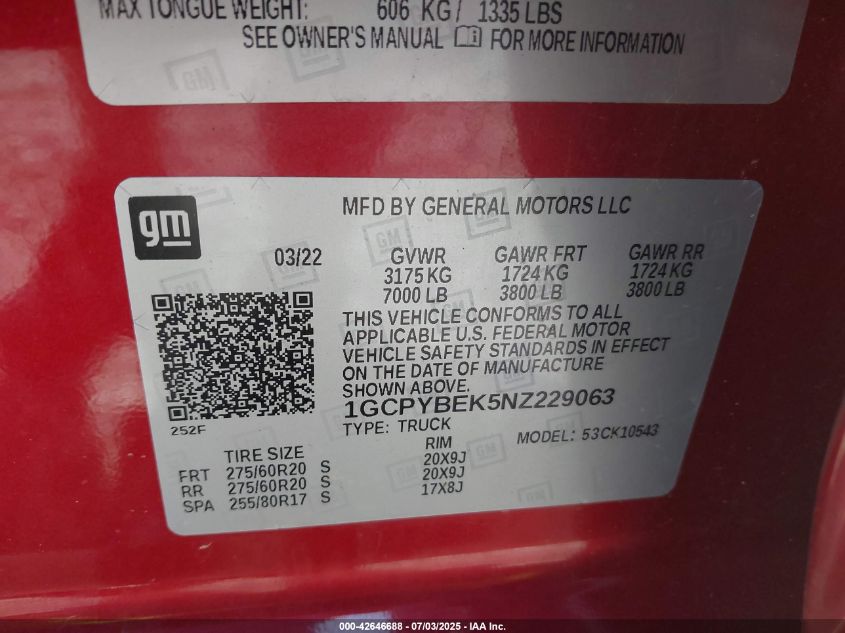 MAX TONGUE WEIGHT: 606 KG/ 1335 LBS
SEE OWNER'S MANUAL FOR MORE INFORMATION
gm
MFD BY GENERAL MOTORS LLC
03/22 GVWR GAWR FRT GAWR RR
3175 KG 1724 KG 1724 KG
7000 LB 3800 LB 3800 LB
THIS VEHICLE CONFORMS TO ALL
APPLICABLE U.S. FEDERAL MOTOR
VEHICLE SAFETY STANDARDS IN EFFECT
ON THE DATE OF MANUFACTURE
SHOWN ABOVE.
1GCPYBEK5NZ229063
252F
TYPE: TRUCK
MODEL: 53CK10543
TIRE SIZE RIM
FRT 275/60R20 S 20X9J
RR 275/60R20 S 20X9J
SPA 255/80R17 S 17X8J
000-42646688 - 07/03/2025 - IAA Inc.